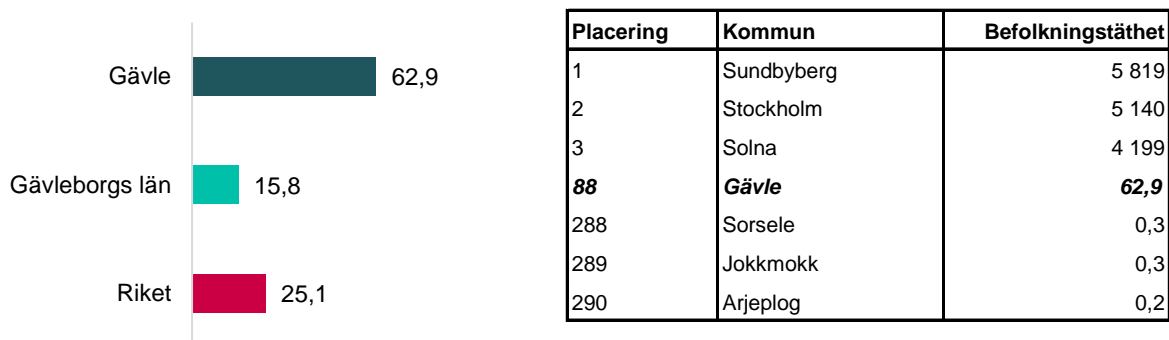 Gävle 62,9
Gävleborgs län 15,8
Riket 25,1
Placering Kommun Befolkningstäthet
1 Sundbyberg 5 819
2 Stockholm 5 140
3 Solna 4 199
88 Gävle 62,9
288 Sorsele 0,3
289 Jokkmokk 0,3
290 Arjeplog 0,2